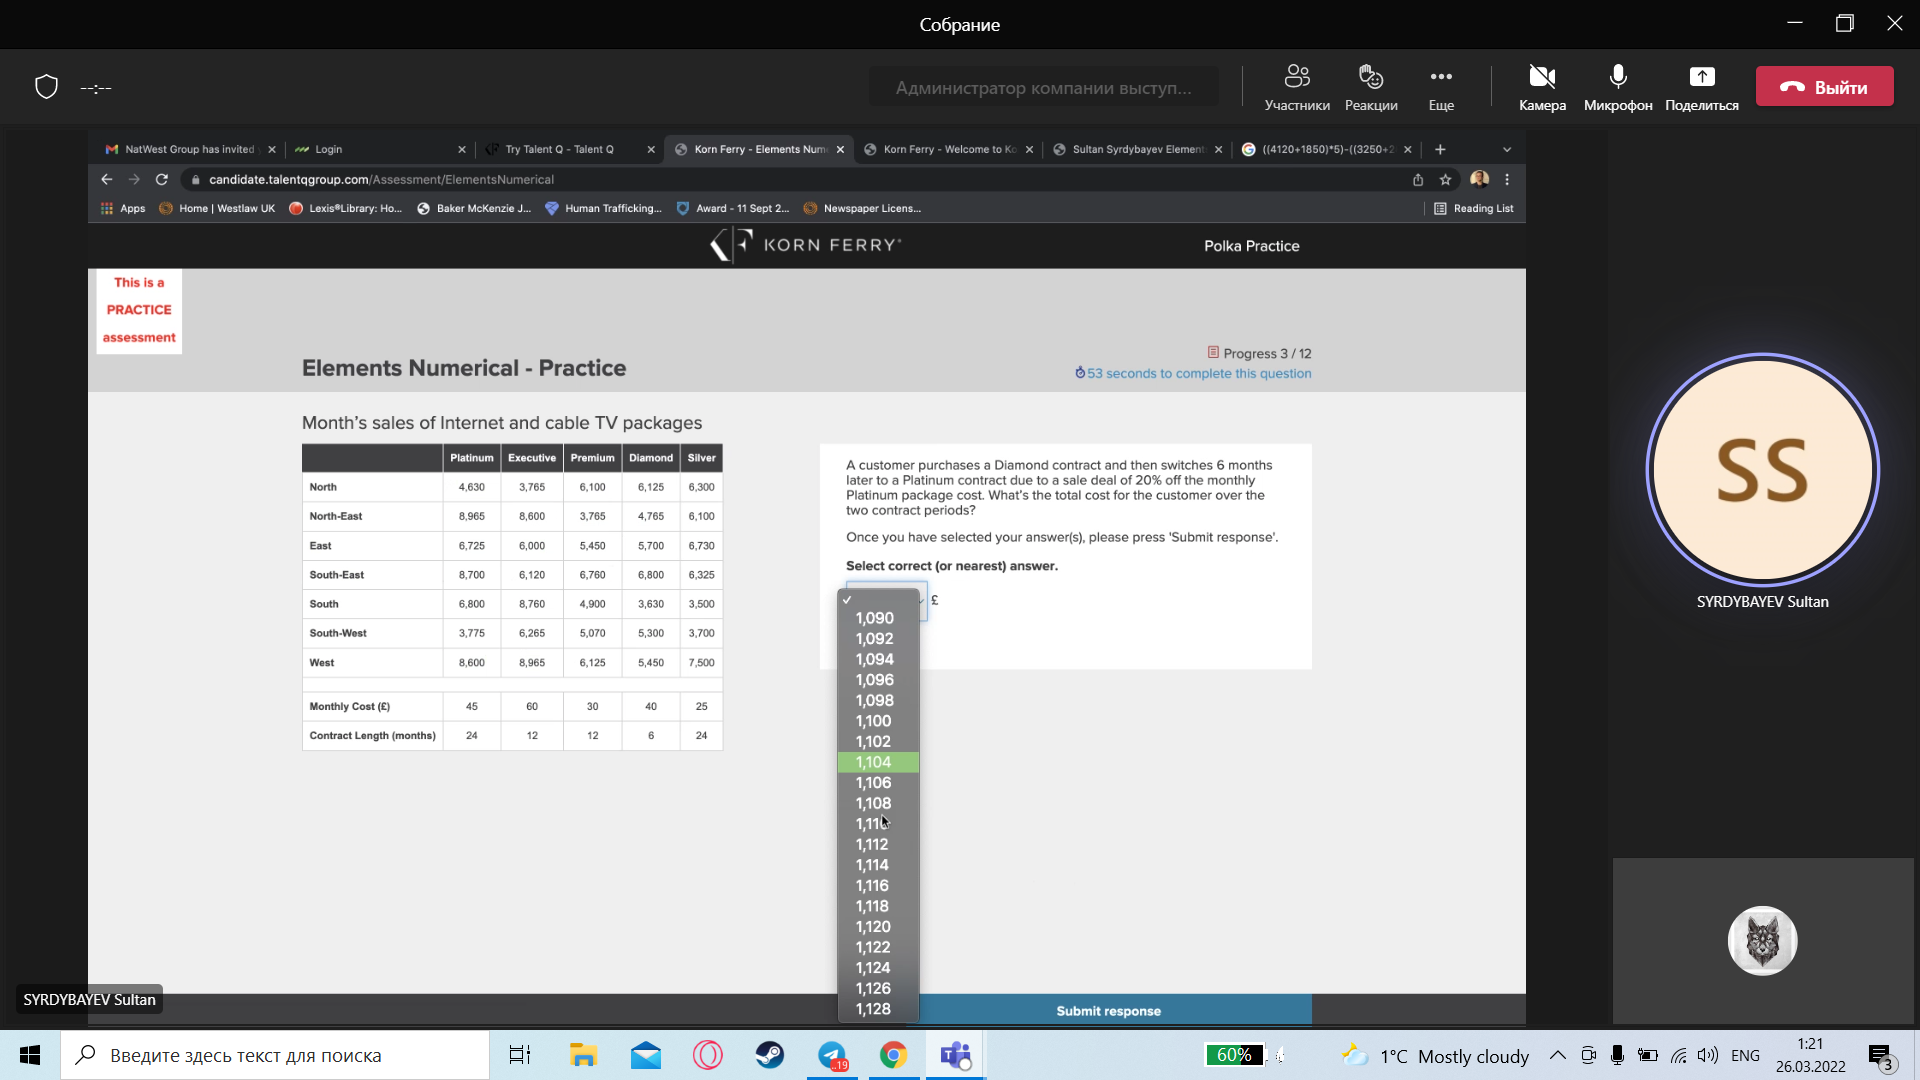 Собрание
--:--
Администратор компании выступ...
Участники
Реакции
Еще
Камера
Микрофон
Поделиться
Выйти
NatWest Group has invited
Login
Try Talent Q - Talent Q
Korn Ferry - Elements Num
Korn Ferry - Welcome to Ko
Sultan Syrdybayev Element
((4120+1850)*5)-((3250+2
candidate.talentqgroup.com/Assessment/ElementsNumerical
Apps
Home | Westlaw UK
Lexis®Library: Ho...
Baker McKenzie J...
Human Trafficking...
Award - 11 Sept 2...
Newspaper Licens...
Reading List
KORN FERRY
Polka Practice
This is a
PRACTICE
assessment
Elements Numerical - Practice
Progress 3 / 12
53 seconds to complete this question
Month's sales of Internet and cable TV packages
Platinum Executive Premium Diamond Silver
North 4,630 3,765 6,100 6,125 6,300
North-East 8,965 8,600 3,765 4,765 6,100
East 6,725 6,000 5,450 5,700 6,730
South-East 8,700 6,120 6,760 6,800 6,325
South 6,800 8,760 4,900 3,630 3,500
South-West 3,775 6,265 5,070 5,300 3,700
West 8,600 8,965 6,125 5,450 7,500
Monthly Cost (£) 45 60 30 40 25
Contract Length (months) 24 12 12 6 24
A customer purchases a Diamond contract and then switches 6 months
later to a Platinum contract due to a sale deal of 20% off the monthly
Platinum package cost. What's the total cost for the customer over the
two contract periods?
Once you have selected your answer(s), please press 'Submit response'.
Select correct (or nearest) answer.
£
1,090
1,092
1,094
1,096
1,098
1,100
1,102
1,104
1,106
1,108
1,110
1,112
1,114
1,116
1,118
1,120
1,122
1,124
1,126
1,128
Submit response
SS
SYRDYBAYEV Sultan
SYRDYBAYEV Sultan
Введите здесь текст для поиска
..19
60%
1°C Mostly cloudy
ENG
1:21
26.03.2022
3